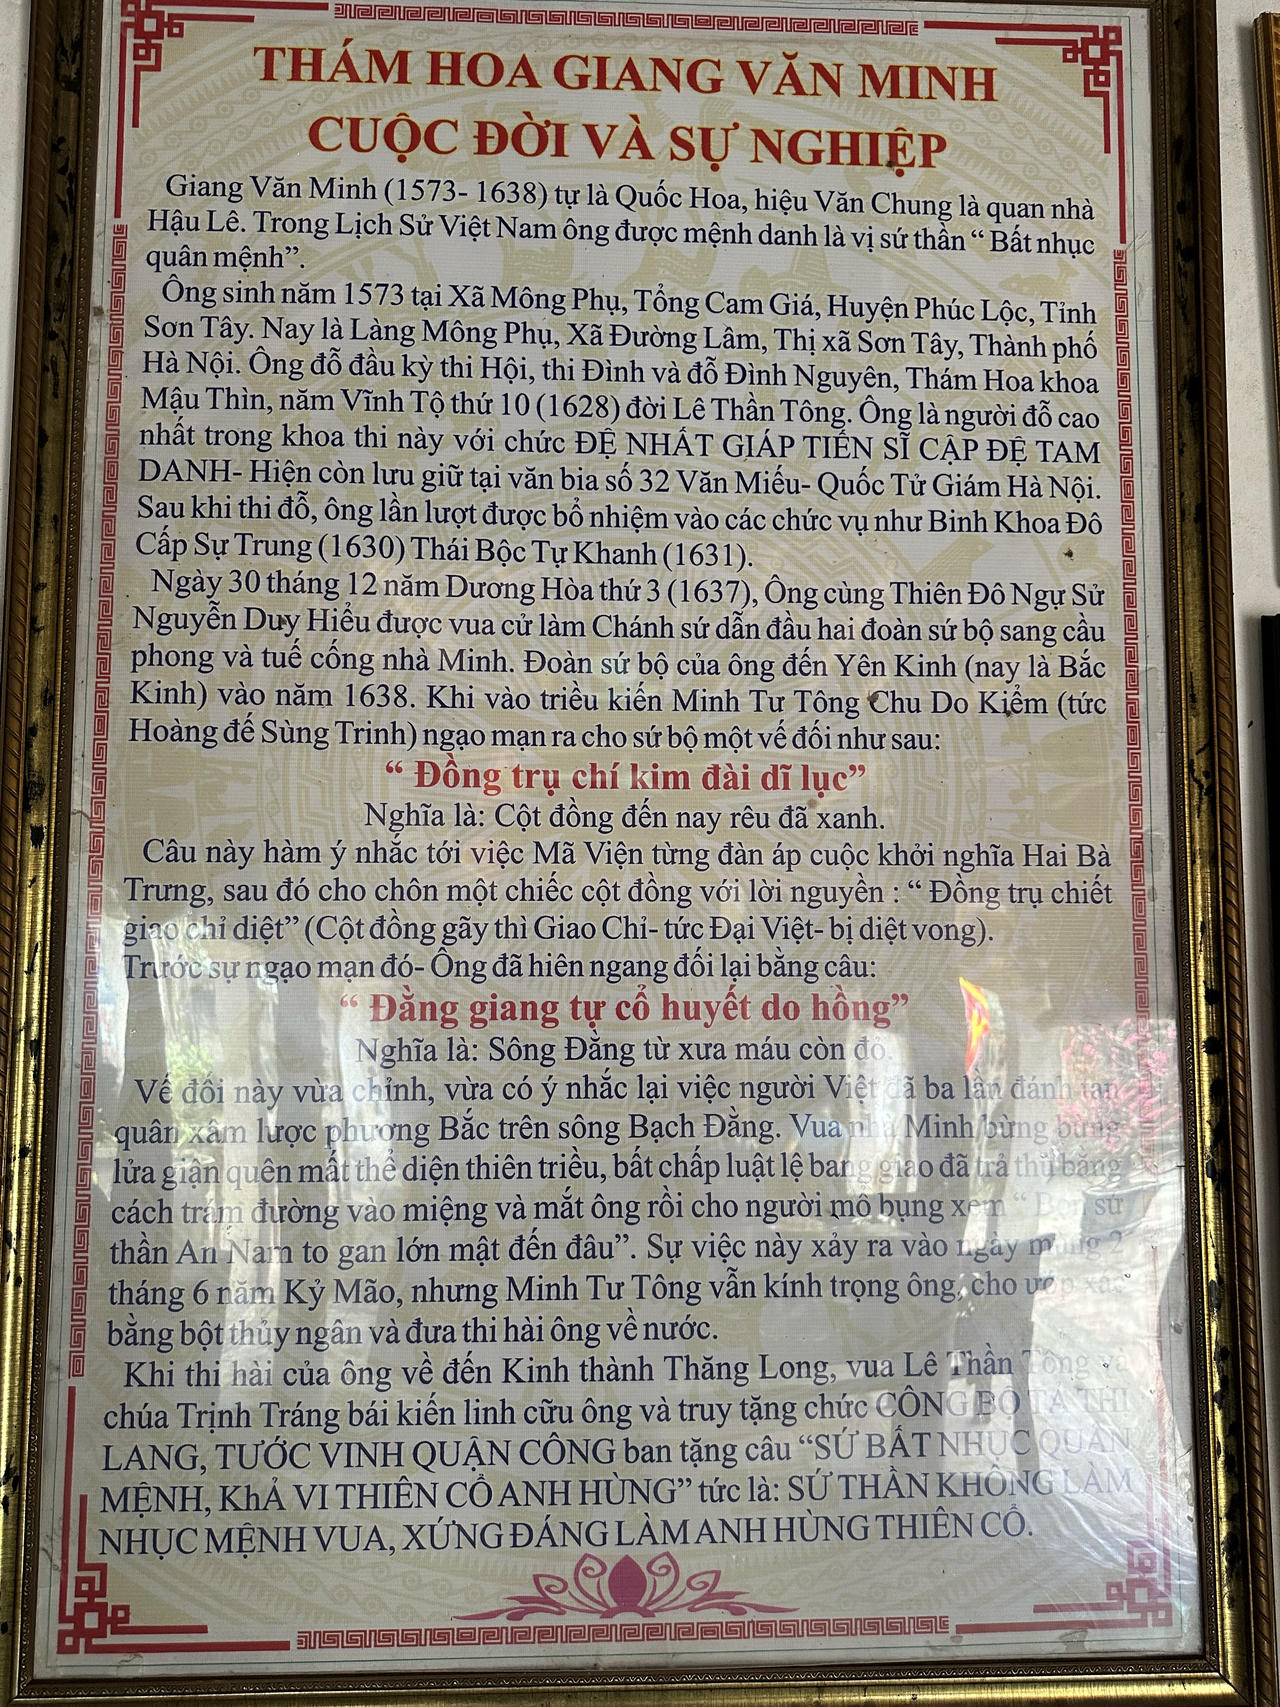 THÁM HOA GIANG VĂN MINH
CUỘC ĐỜI VÀ SỰ NGHIỆP
Giang Văn Minh (1573- 1638) tự là Quốc Hoa, hiệu Văn Chung là quan nhà
Hậu Lê. Trong Lịch Sử Việt Nam ông được mệnh danh là vị sứ thần “ Bất nhục
quân mệnh”.
Ông sinh năm 1573 tại Xã Mông Phụ, Tổng Cam Giá, Huyện Phúc Lộc, Tỉnh
Sơn Tây. Nay là Làng Mông Phụ, Xã Đường Lâm, Thị xã Sơn Tây, Thành phố
Hà Nội. Ông đỗ đầu kỳ thi Hội, thi Đình và đỗ Đình Nguyên, Thám Hoa khoa
Mậu Thìn, năm Vĩnh Tộ thứ 10 (1628) đời Lê Thần Tông. Ông là người đỗ cao
nhất trong khoa thi này với chức ĐỆ NHẤT GIÁP TIẾN SĨ CẬP ĐỆ TAM
DANH- Hiện còn lưu giữ tại văn bia số 32 Văn Miếu- Quốc Tử Giám Hà Nội.
Sau khi thi đỗ, ông lần lượt được bổ nhiệm vào các chức vụ như Binh Khoa Đô
Cấp Sự Trung (1630) Thái Bộc Tự Khanh (1631).
Ngày 30 tháng 12 năm Dương Hòa thứ 3 (1637), Ông cùng Thiên Đô Ngự Sử
Nguyễn Duy Hiểu được vua cử làm Chánh sứ dẫn đầu hai đoàn sứ bộ sang cầu
phong và tuế cống nhà Minh. Đoàn sứ bộ của ông đến Yên Kinh (nay là Bắc
Kinh) vào năm 1638. Khi vào triều kiến Minh Tư Tông Chu Do Kiểm (tức
Hoàng đế Sùng Trinh) ngạo mạn ra cho sứ bộ một vế đối như sau:
“ Đồng trụ chí kim đài dĩ lục”
Nghĩa là: Cột đồng đến nay rêu đã xanh.
Câu này hàm ý nhắc tới việc Mã Viện từng đàn áp cuộc khởi nghĩa Hai Bà
Trưng, sau đó cho chôn một chiếc cột đồng với lời nguyền : “ Đồng trụ chiết
giao chỉ diệt” (Cột đồng gãy thì Giao Chỉ- tức Đại Việt- bị diệt vong).
Trước sự ngạo mạn đó- Ông đã hiên ngang đối lại bằng câu:
“ Đằng giang tự cổ huyết do hồng”
Nghĩa là: Sông Đằng từ xưa máu còn đỏ.
Vế đối này vừa chỉnh, vừa có ý nhắc lại việc người Việt đã ba lần đánh tan
quân xâm lược phương Bắc trên sông Bạch Đằng. Vua nhà Minh bừng bừng
lửa giận quên mất thể diện thiên triều, bất chấp luật lệ bang giao đã trả thù bằng
cách trám đường vào miệng và mắt ông rồi cho người mổ bụng xem “ Bọn sứ
thần An Nam to gan lớn mật đến đâu”. Sự việc này xảy ra vào ngày mùng 2
tháng 6 năm Kỷ Mão, nhưng Minh Tư Tông vẫn kính trọng ông, cho ướp xác
bằng bột thủy ngân và đưa thi hài ông về nước.
Khi thi hài của ông về đến Kinh thành Thăng Long, vua Lê Thần Tông và
chúa Trịnh Tráng bái kiến linh cữu ông và truy tặng chức CÔNG BỘ TẢ THỊ
LANG, TƯỚC VINH QUẬN CÔNG ban tặng câu “SỨ BẤT NHỤC QUÂN
MỆNH, KhẢ VI THIÊN CỔ ANH HÙNG” tức là: SỨ THẦN KHÔNG LÀM
NHỤC MỆNH VUA, XỨNG ĐÁNG LÀM ANH HÙNG THIÊN CỔ.